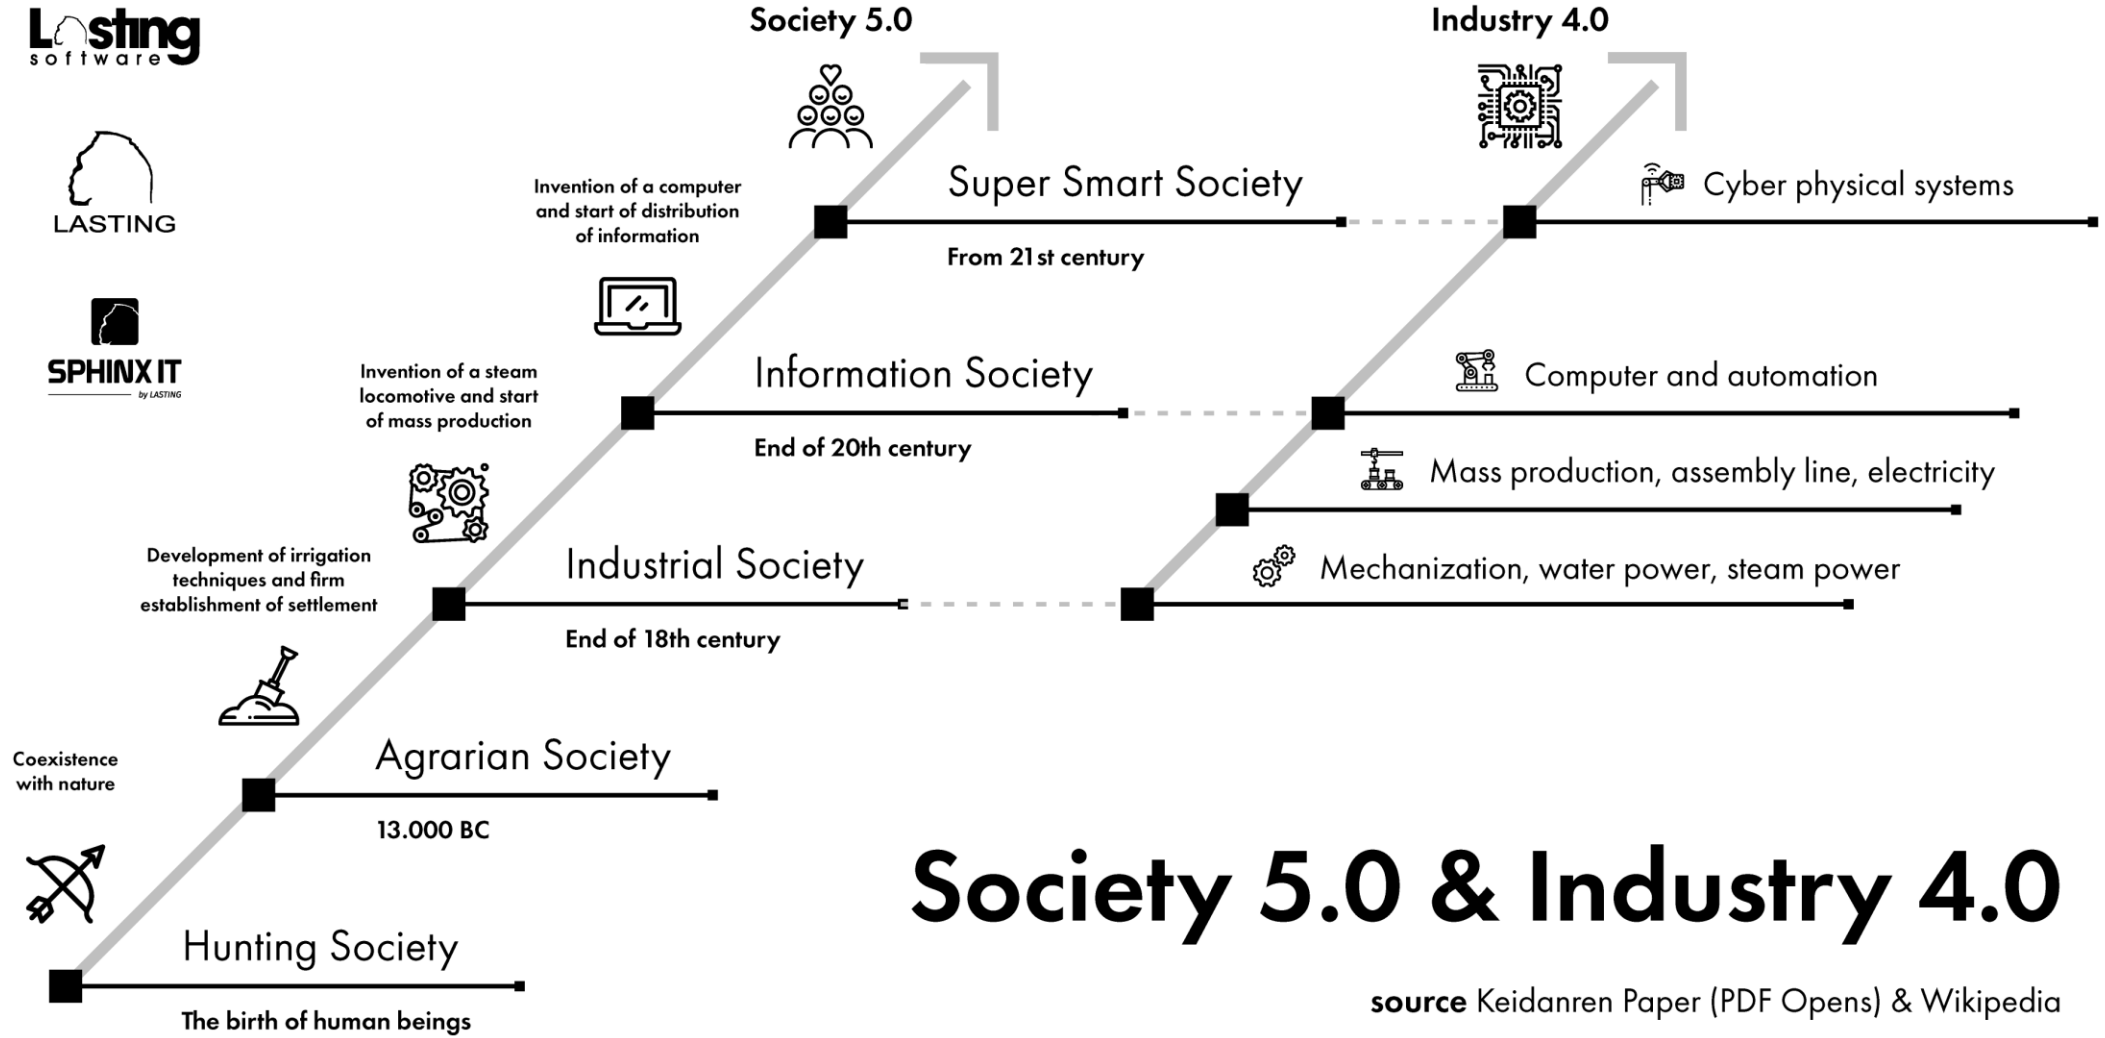 Lasting
software
LASTING
SPHINX IT
by LASTING
Society 5.0
Industry 4.0
Invention of a computer
and start of distribution
of information
Super Smart Society
From 21st century
Cyber physical systems
Invention of a steam
locomotive and start
of mass production
Information Society
End of 20th century
Computer and automation
Mass production, assembly line, electricity
Development of irrigation
techniques and firm
establishment of settlement
Industrial Society
End of 18th century
Mechanization, water power, steam power
Coexistence
with nature
Agrarian Society
13.000 BC
Hunting Society
The birth of human beings
Society 5.0 & Industry 4.0
source Keidanren Paper (PDF Opens) & Wikipedia